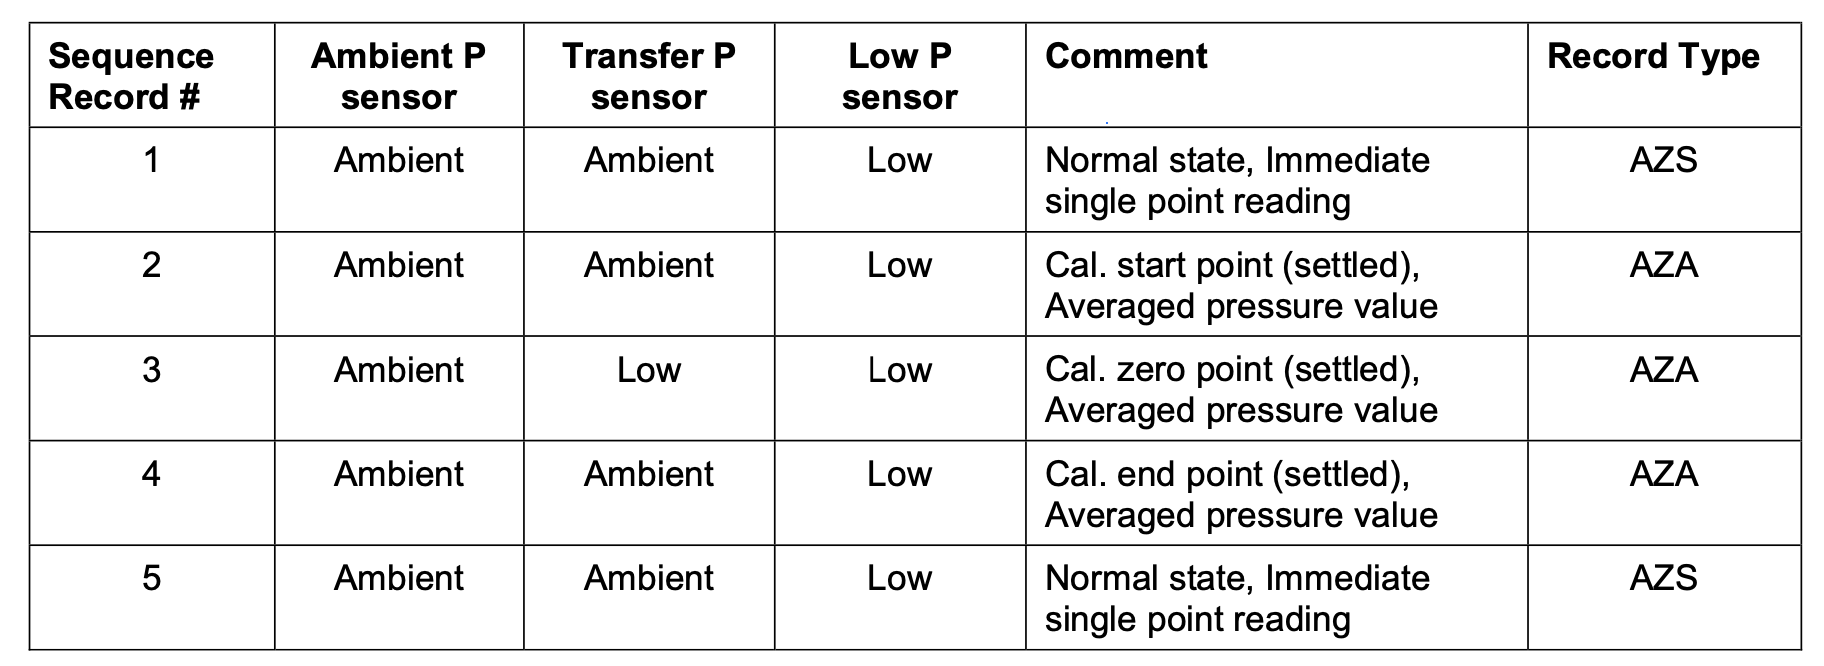 Sequence Record # Ambient P sensor Transfer P sensor Low P sensor Comment Record Type
1 Ambient Ambient Low Normal state, Immediate single point reading AZS
2 Ambient Ambient Low Cal. start point (settled), Averaged pressure value AZA
3 Ambient Low Low Cal. zero point (settled), Averaged pressure value AZA
4 Ambient Ambient Low Cal. end point (settled), Averaged pressure value AZA
5 Ambient Ambient Low Normal state, Immediate single point reading AZS